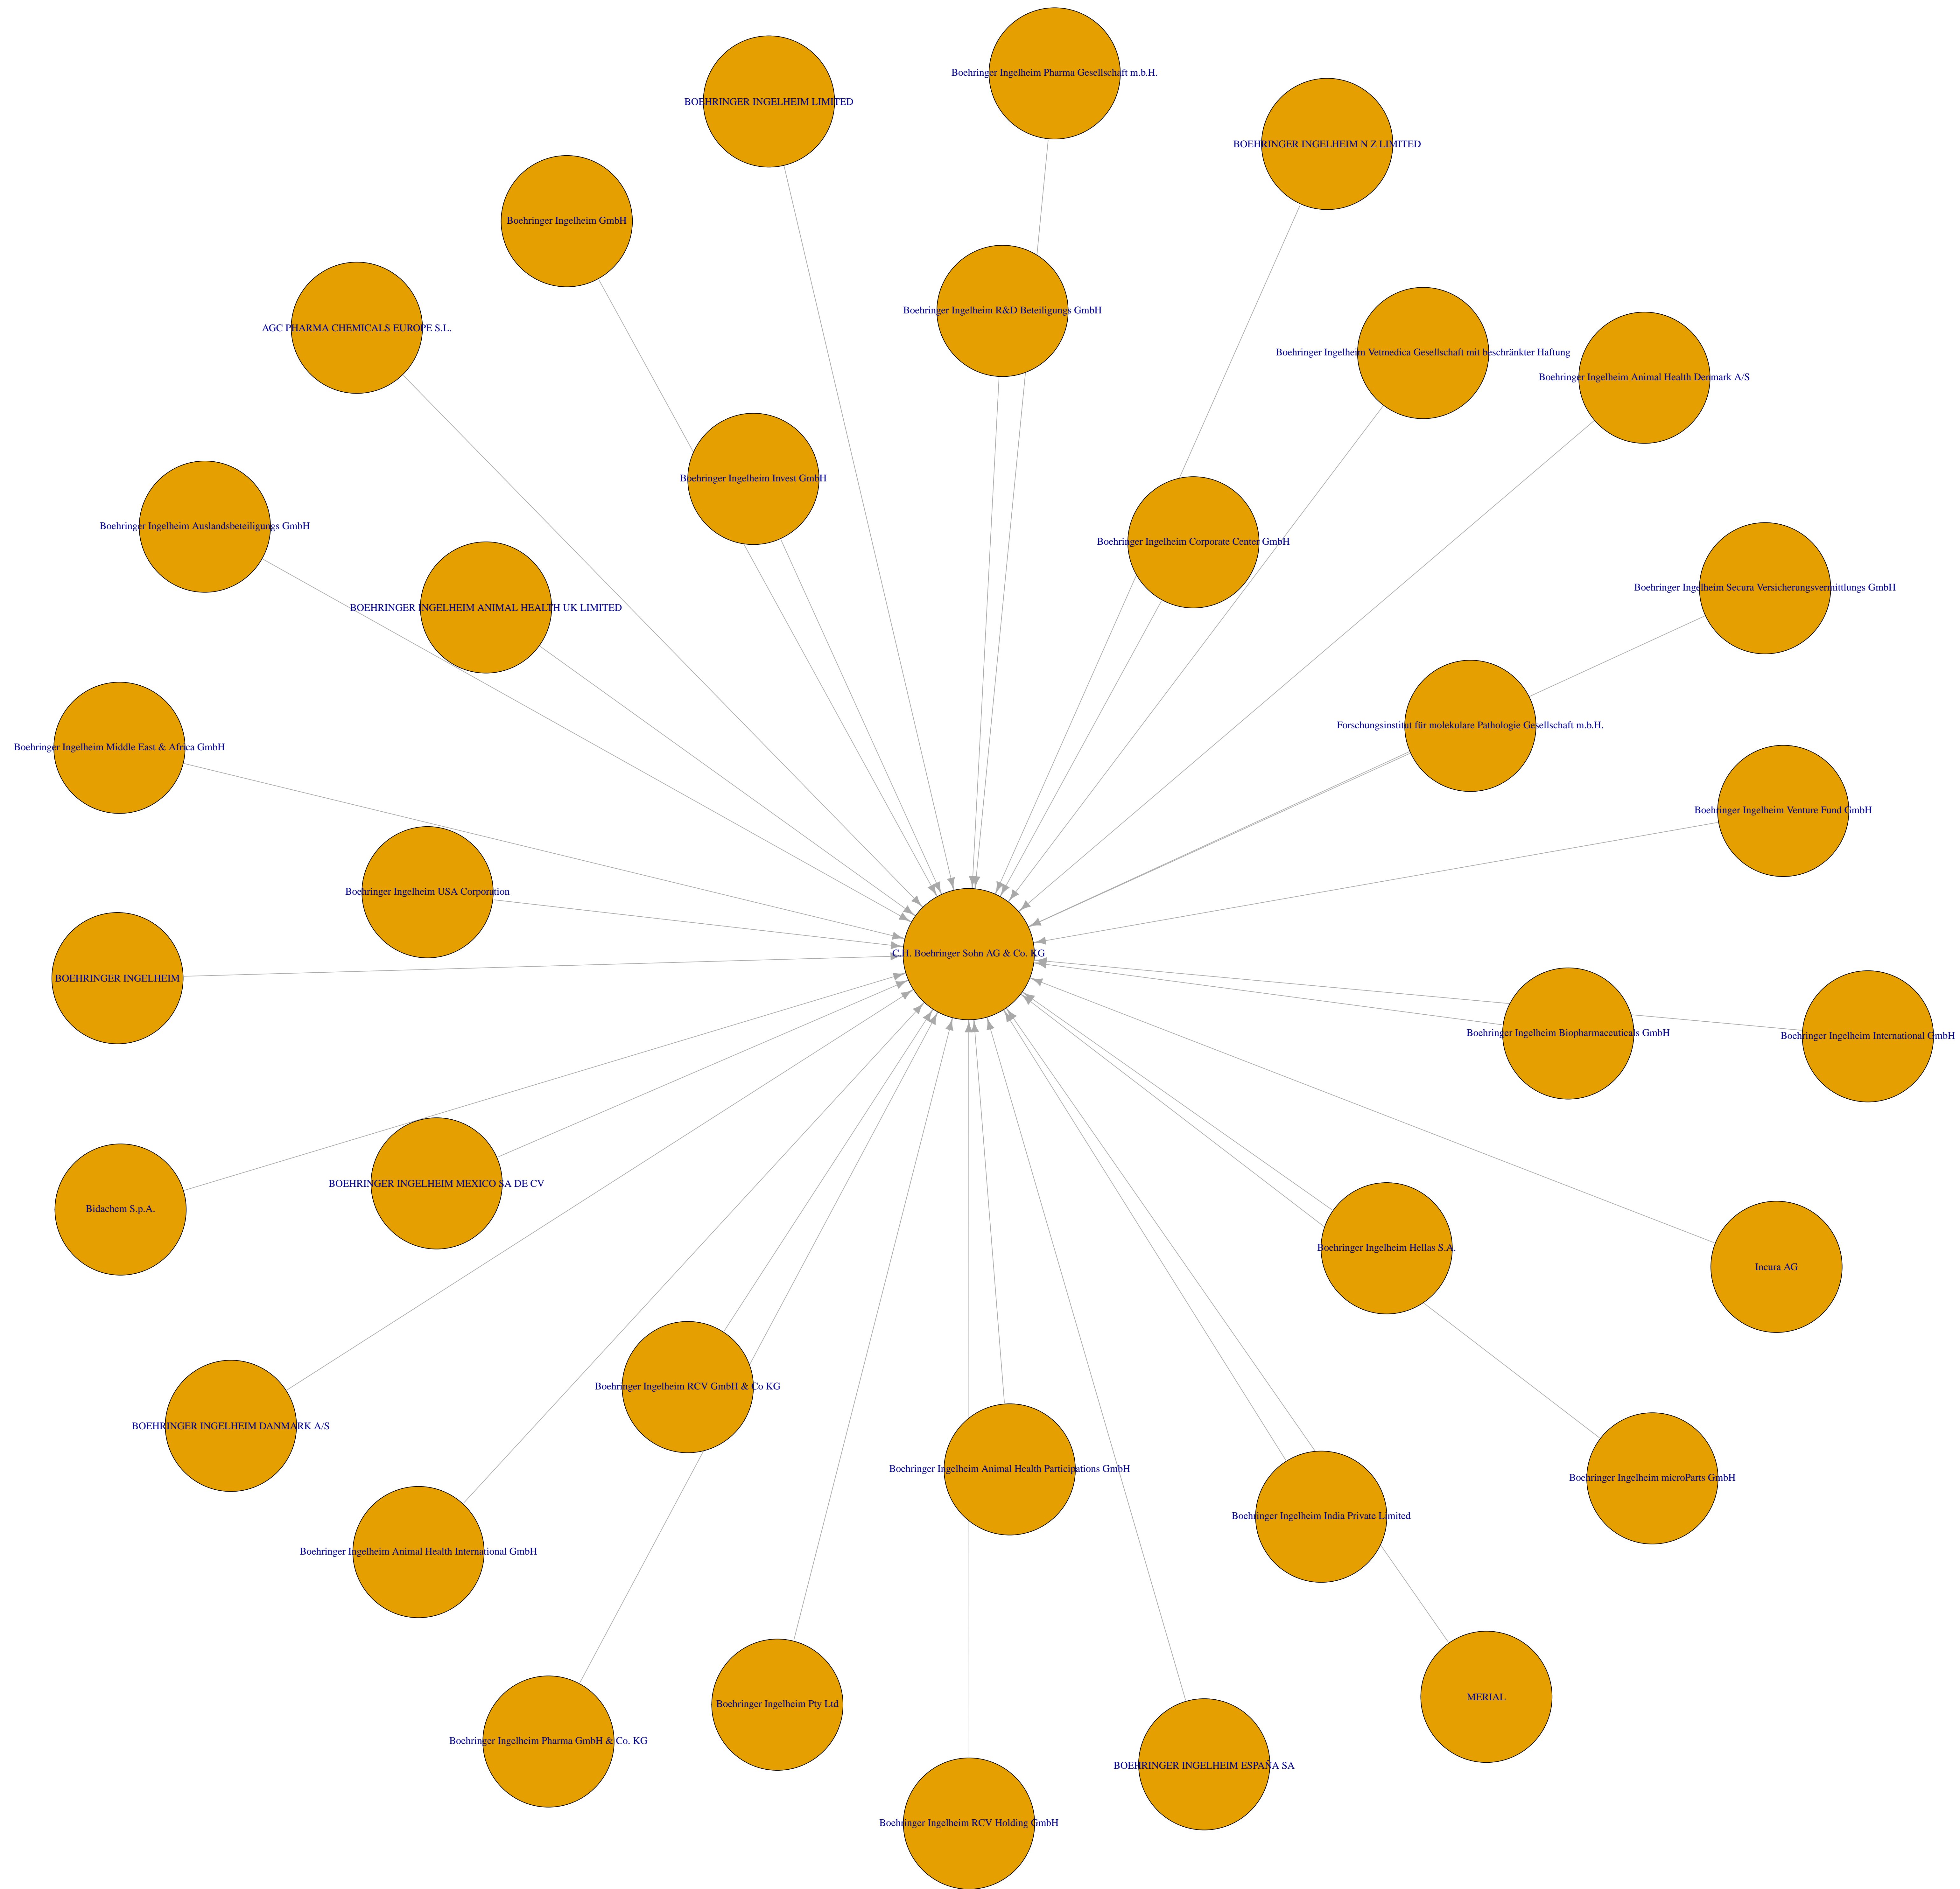 Boehringer Ingelheim Pharma Gesellschaft m.b.H.
BOEHRINGER INGELHEIM LIMITED
BOEHRINGER INGELHEIM N Z LIMITED
Boehringer Ingelheim GmbH
Boehringer Ingelheim R&D Beteiligungs GmbH
AGC PHARMA CHEMICALS EUROPE S.L.
Boehringer Ingelheim Vetmedica Gesellschaft mit beschränkter Haftung
Boehringer Ingelheim Animal Health Denmark A/S
Boehringer Ingelheim Invest GmbH
Boehringer Ingelheim Auslandsbeteiligungs GmbH
Boehringer Ingelheim Corporate Center GmbH
Boehringer Ingelheim Secura Versicherungsvermittlungs GmbH
BOEHRINGER INGELHEIM ANIMAL HEALTH UK LIMITED
Forschungsinstitut für molekulare Pathologie Gesellschaft m.b.H.
Boehringer Ingelheim Middle East & Africa GmbH
Boehringer Ingelheim Venture Fund GmbH
Boehringer Ingelheim USA Corporation
C.H. Boehringer Sohn AG & Co. KG
BOEHRINGER INGELHEIM
Boehringer Ingelheim Biopharmaceuticals GmbH
Boehringer Ingelheim International GmbH
BOEHRINGER INGELHEIM MEXICO SA DE CV
Bidachem S.p.A.
Boehringer Ingelheim Hellas S.A.
Incura AG
Boehringer Ingelheim RCV GmbH & Co KG
BOEHRINGER INGELHEIM DANMARK A/S
Boehringer Ingelheim Animal Health Participations GmbH
Boehringer Ingelheim microParts GmbH
Boehringer Ingelheim India Private Limited
Boehringer Ingelheim Animal Health International GmbH
MERIAL
Boehringer Ingelheim Pty Ltd
Boehringer Ingelheim Pharma GmbH & Co. KG
BOEHRINGER INGELHEIM ESPAÑA SA
Boehringer Ingelheim RCV Holding GmbH